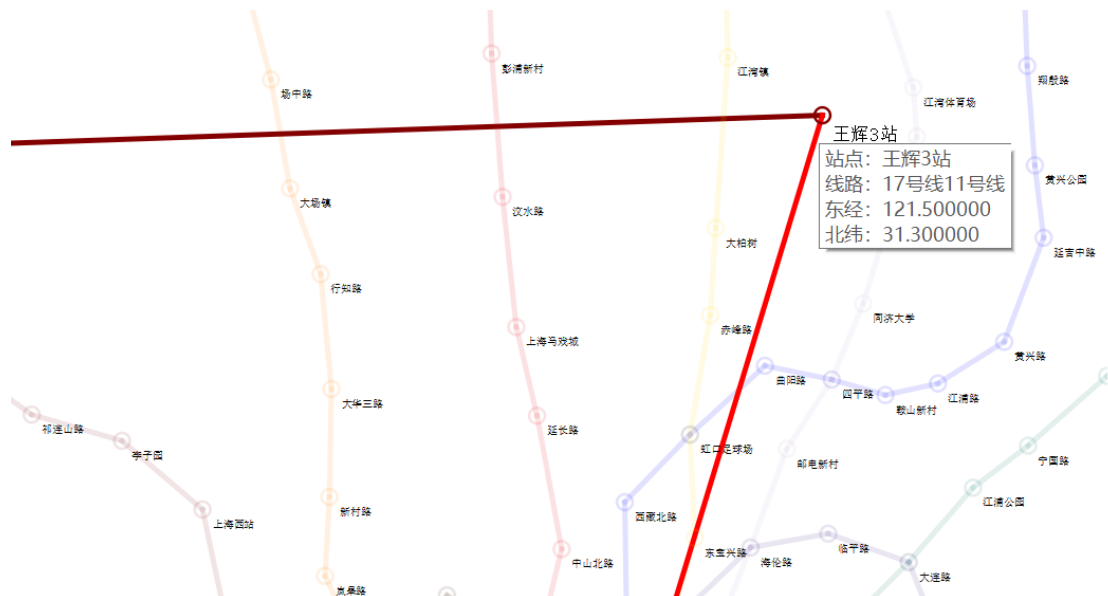 彭浦新村
江湾镇
翔殷路
场中路
江湾体育场
王辉3站
站点：王辉3站
线路：17号线11号线
东经：121.500000
北纬：31.300000
黄兴公园
大场镇
汶水路
大柏树
延吉中路
行知路
同济大学
赤峰路
上海马戏城
黄兴路
曲阳路
四平路
江浦路
鞍山新村
大华三路
延长路
祁连山路
李子园
虹口足球场
邮电新村
宁国路
江浦公园
新村路
上海西站
西藏北路
临平路
东宝兴路
海伦路
中山北路
大连路
岚皋路